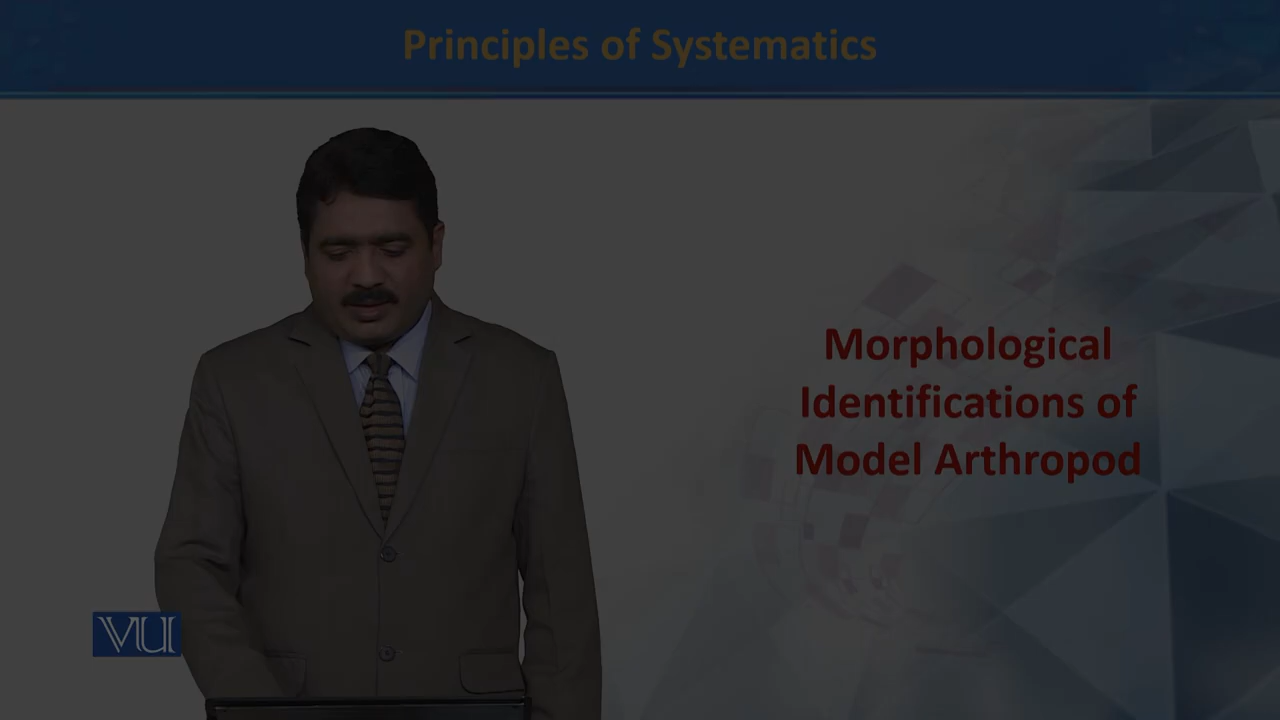 Principles of Systematics
Morphological
Identifications of
Model Arthropod
VU